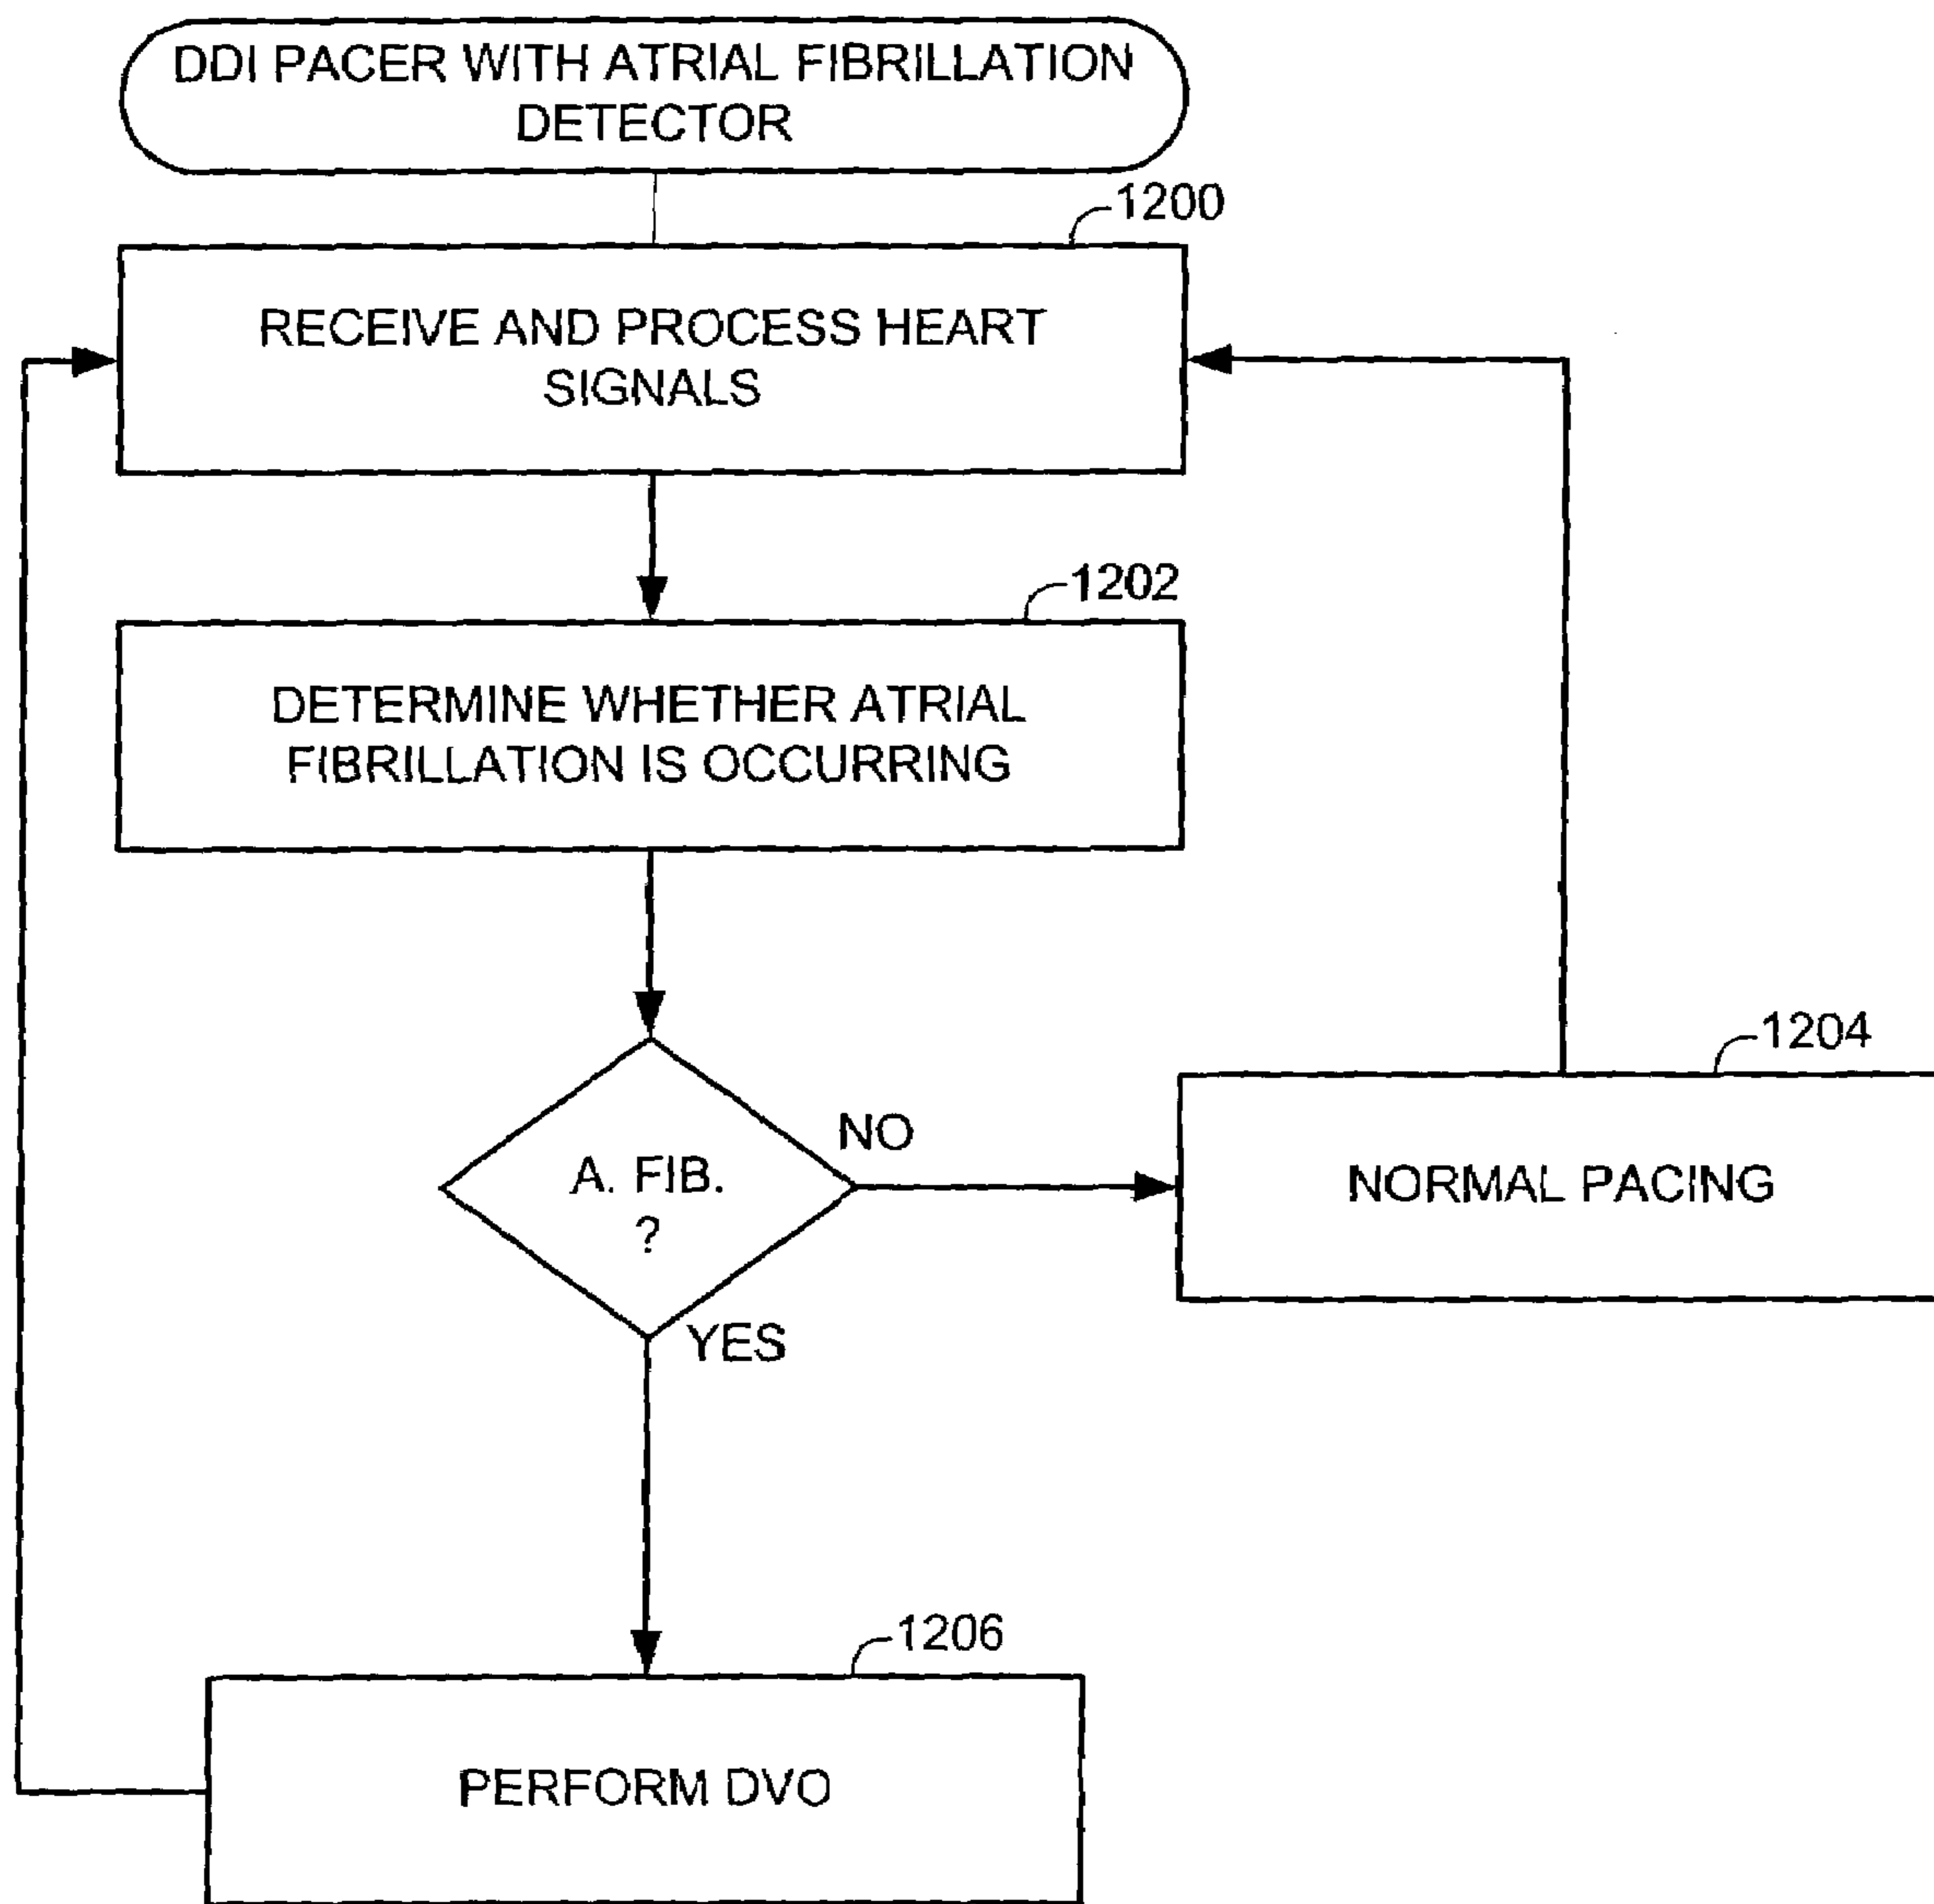 DDI PACER WITH ATRIAL FIBRILLATION
DETECTOR
1200
RECEIVE AND PROCESS HEART
SIGNALS
1202
DETERMINE WHETHER ATRIAL
FIBRILLATION IS OCCURRING
1204
NO
A. FIB.
?
NORMAL PACING
YES
1206
PERFORM DVO